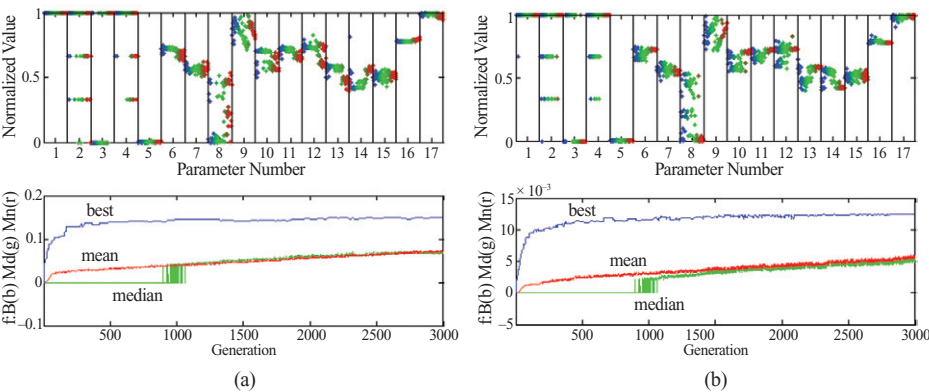 Normalized Value
1
0.5
0
1 2 3 4 5 6 7 8 9 10 11 12 13 14 15 16 17
Parameter Number
f:B(b) Md(g) Mn(r)
0.2
0.1
0
−0.1
best
mean
median
500 1000 1500 2000 2500 3000
Generation
(a)
Normalized Value
1
0.5
0
1 2 3 4 5 6 7 8 9 10 11 12 13 14 15 16 17
Parameter Number
f:B(b) Md(g) Mn(r)
15 × 10⁻³
10
5
0
−5
best
mean
median
500 1000 1500 2000 2500 3000
Generation
(b)